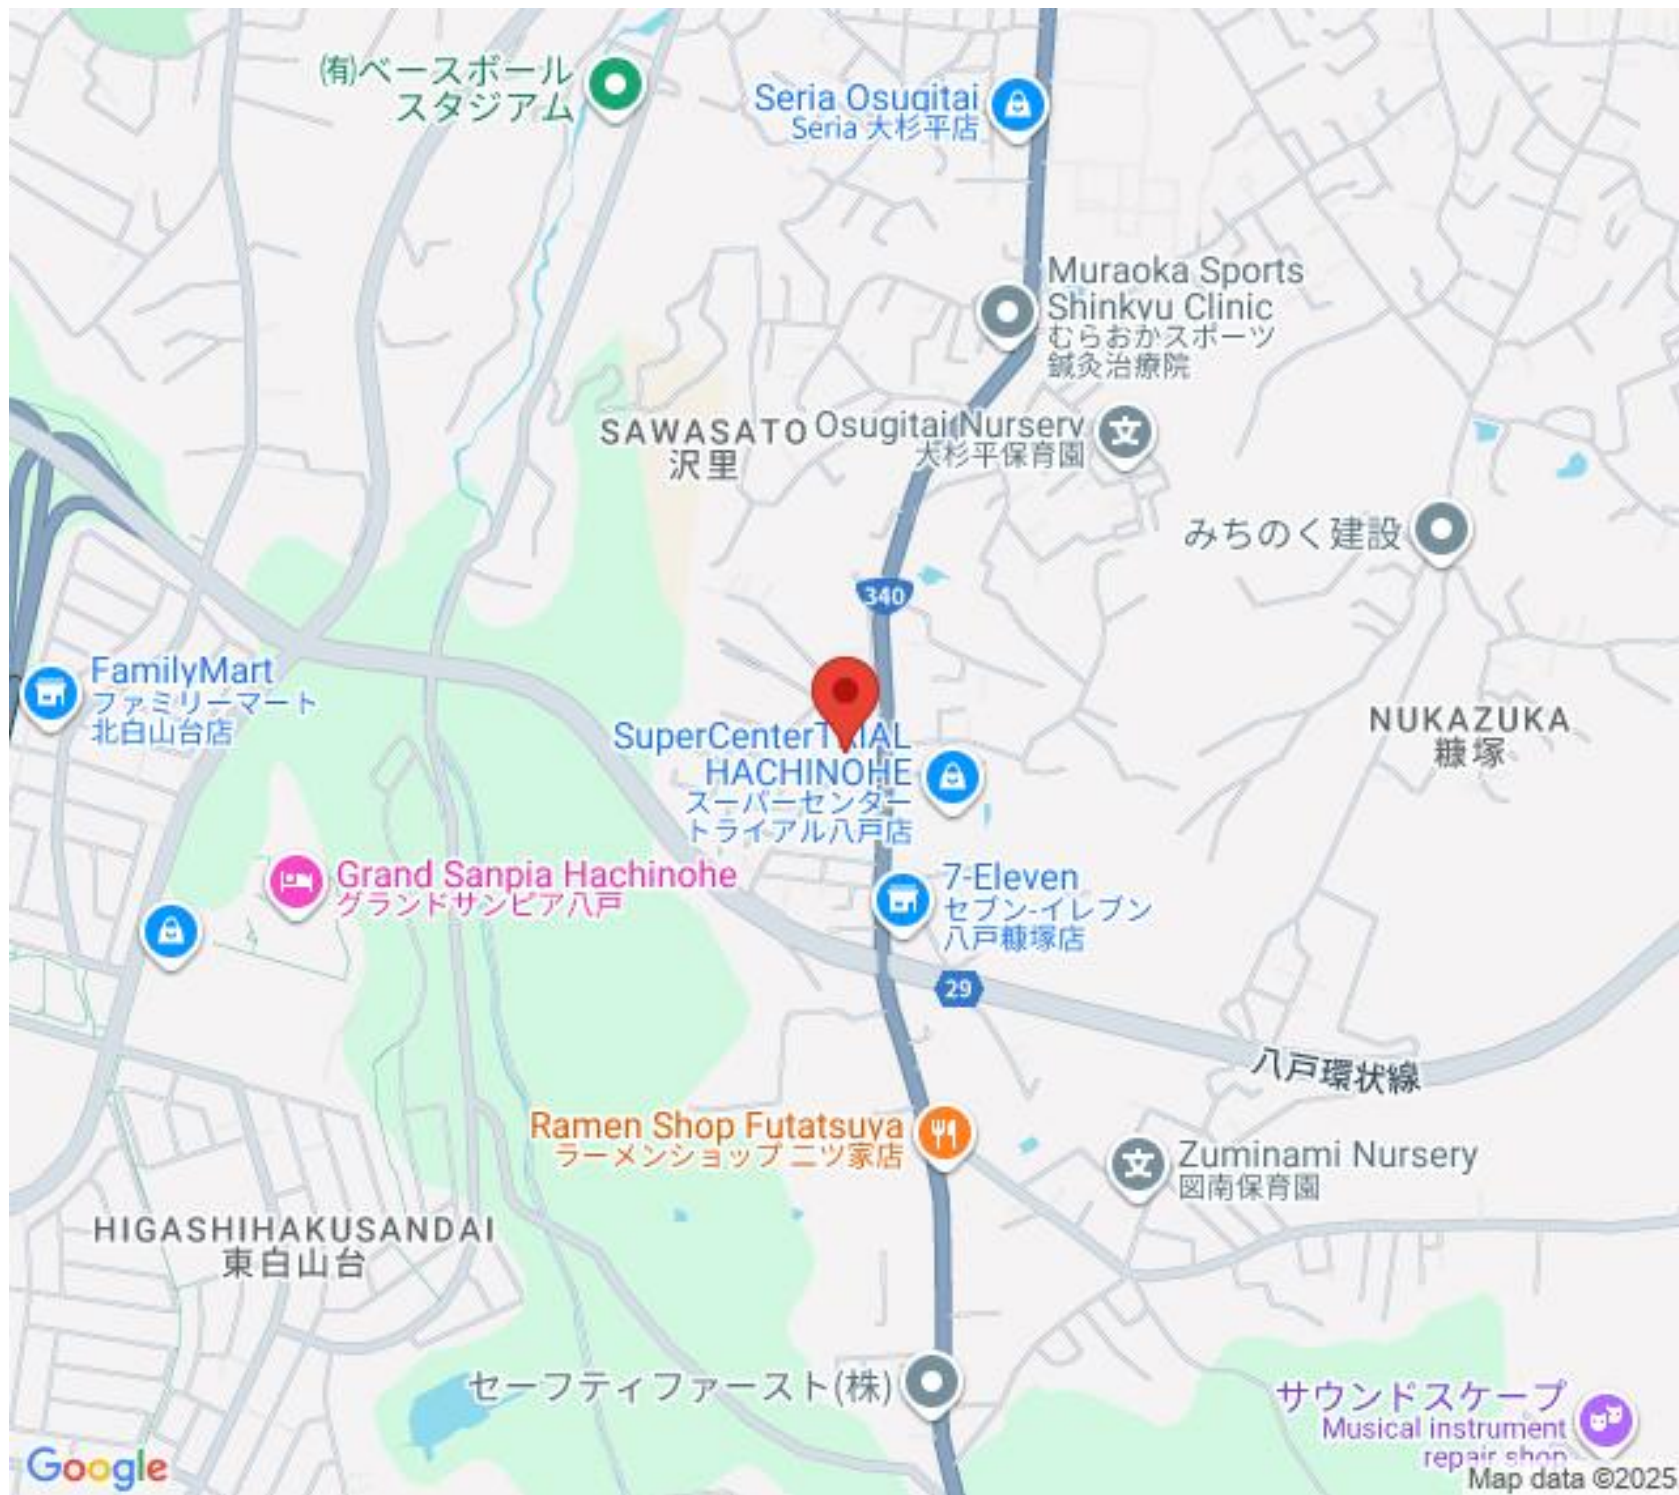 (有)ベースボール
スタジアム
Seria Osugitai
Seria 大杉平店
Muraoka Sports
Shinkyu Clinic
むらおかスポーツ
鍼灸治療院
SAWASATO
沢里
Osugitai Nursery
大杉平保育園
みちのく建設
340
FamilyMart
ファミリーマート
北白山台店
SuperCenterTRIAL
HACHINOHE
スーパーセンター
トライアル八戸店
NUKAZUKA
糠塚
Grand Sanpia Hachinohe
グランドサンピア八戸
7-Eleven
セブン-イレブン
八戸糠塚店
29
八戸環状線
Ramen Shop Futatsuya
ラーメンショップ 二ツ家店
文
Zuminami Nursery
図南保育園
文
HIGASHIHAKUSANDAI
東白山台
セーフティファースト(株)
サウンドスケープ
Musical instrument
repair shop
Google
Map data ©2025